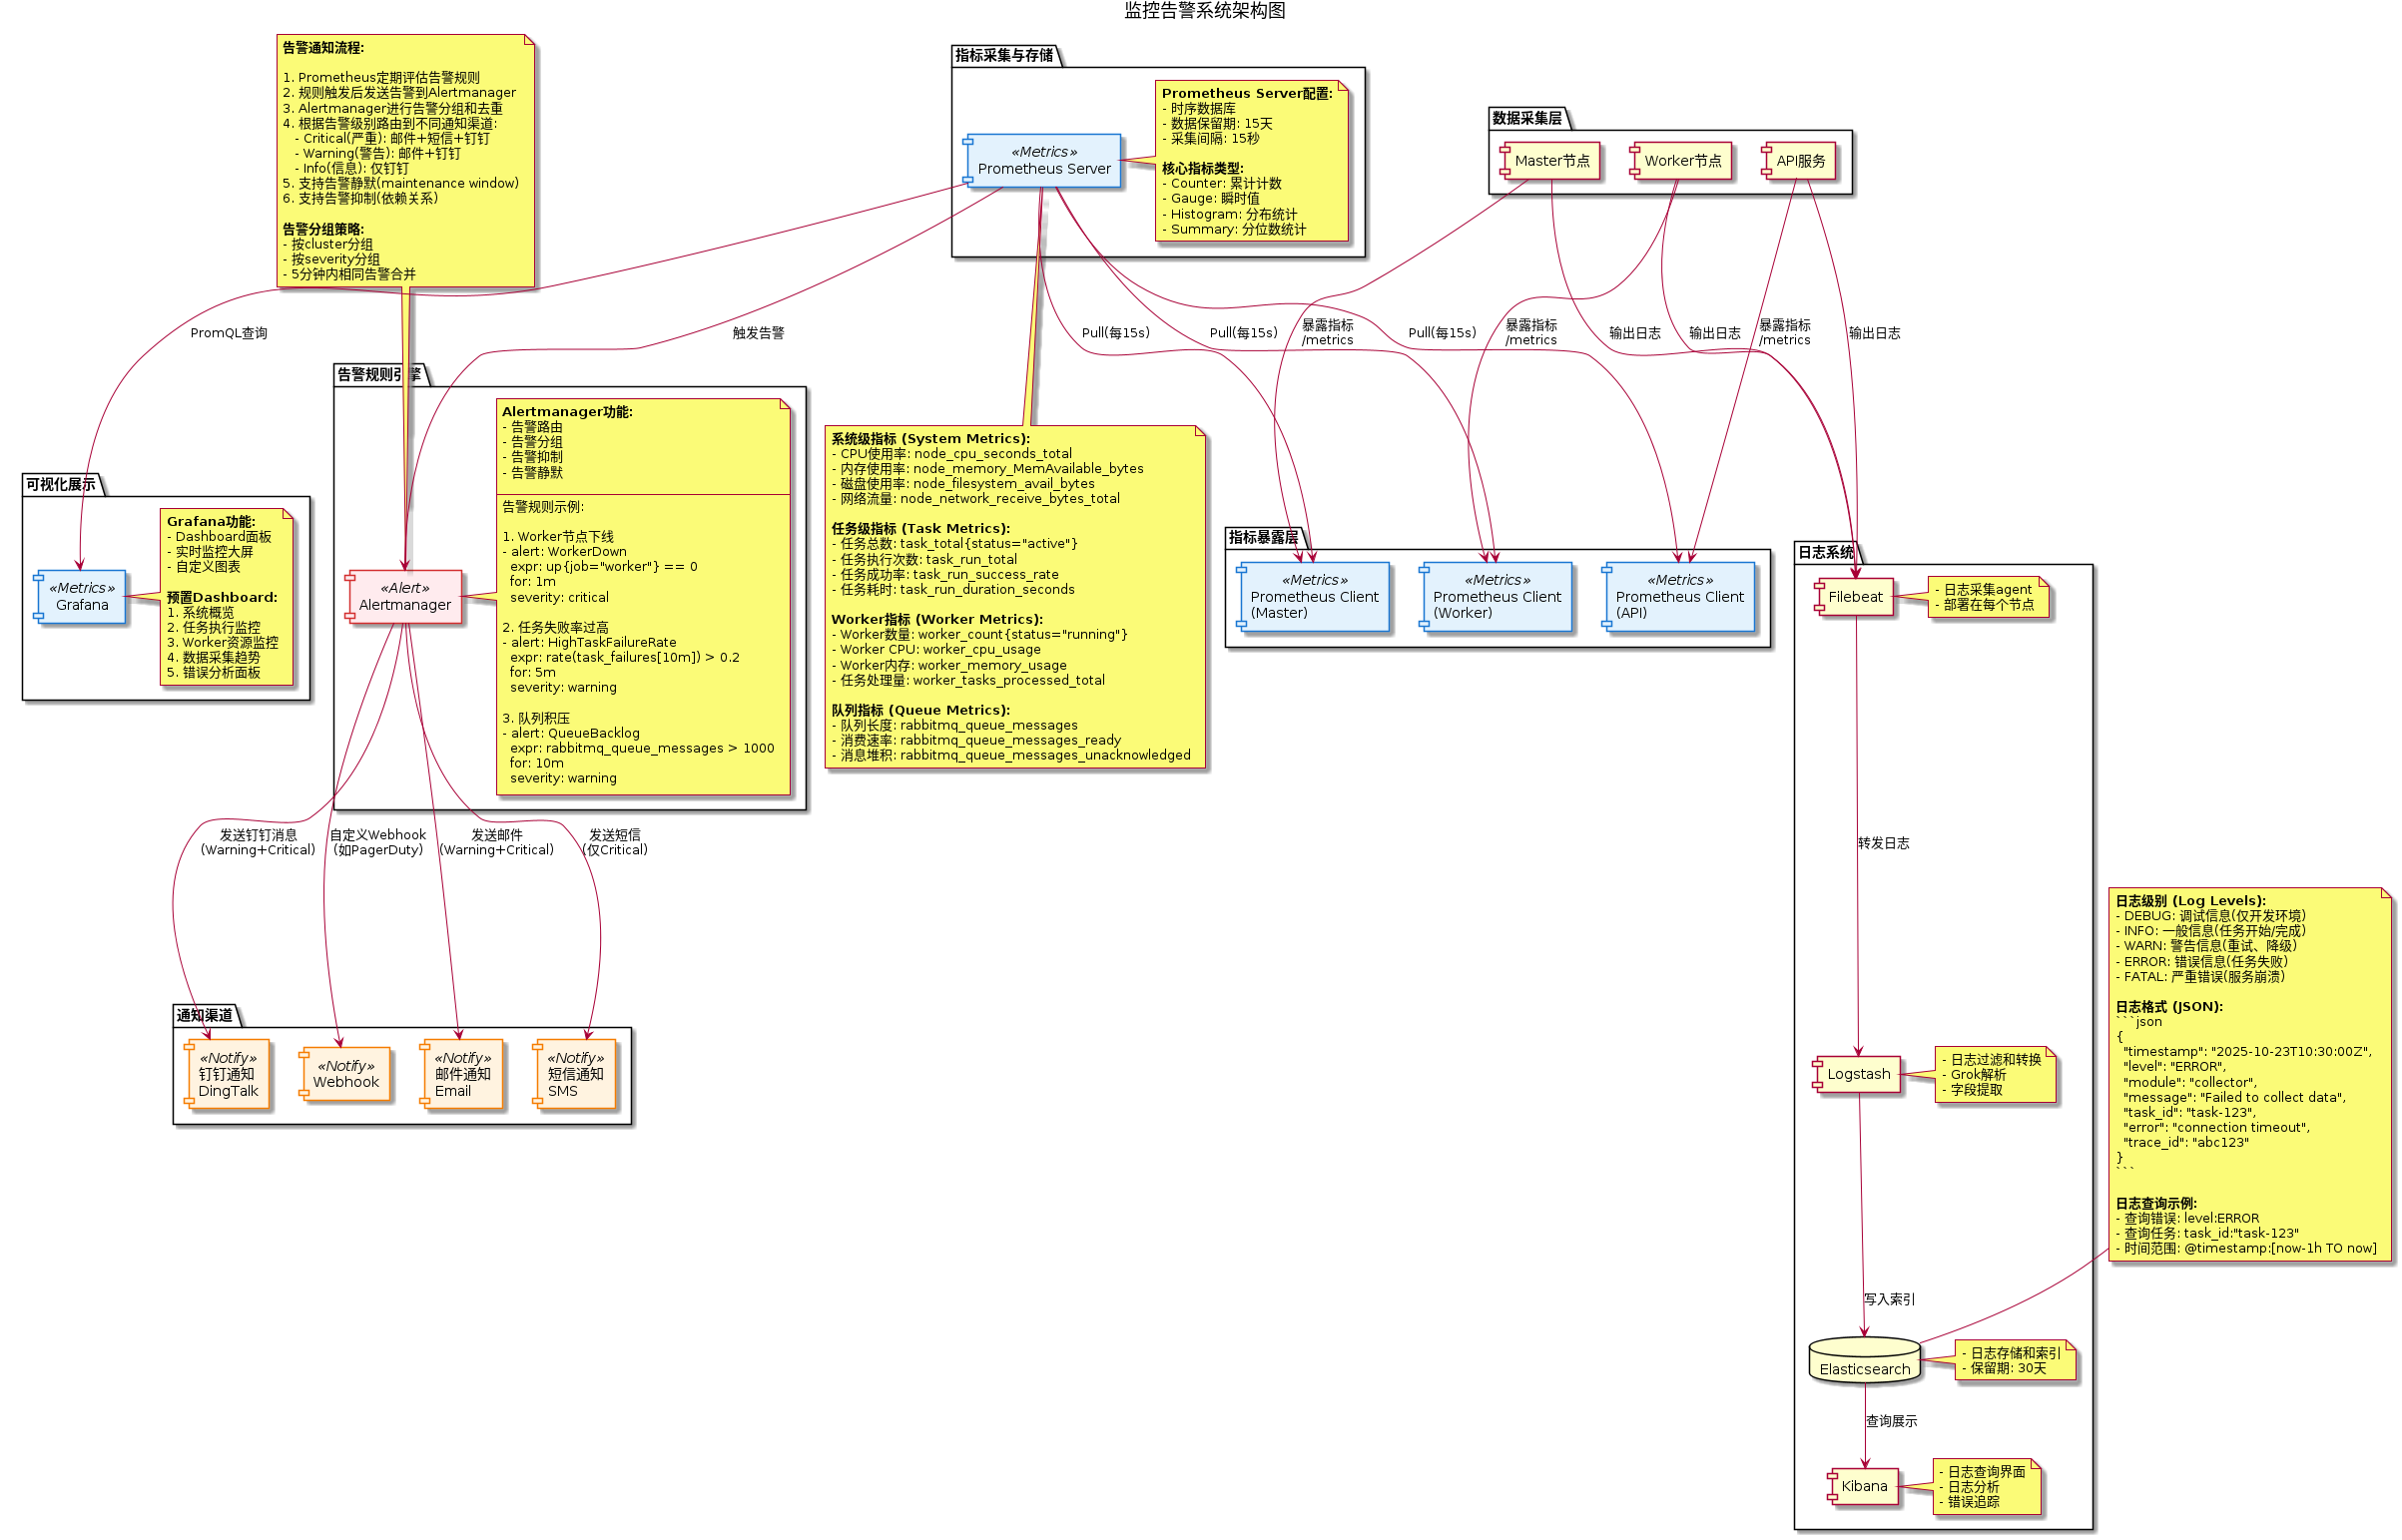 监控告警系统架构图
告警通知流程:
1. Prometheus定期评估告警规则
2. 规则触发后发送告警到Alertmanager
3. Alertmanager进行告警分组和去重
4. 根据告警级别路由到不同通知渠道:
- Critical(严重): 邮件+短信+钉钉
- Warning(警告): 邮件+钉钉
- Info(信息): 仅钉钉
5. 支持告警静默(maintenance window)
6. 支持告警抑制(依赖关系)
告警分组策略:
- 按cluster分组
- 按severity分组
- 5分钟内相同告警合并
指标采集与存储
«Metrics»
Prometheus Server
Prometheus Server配置:
- 时序数据库
- 数据保留期: 15天
- 采集间隔: 15秒
核心指标类型:
- Counter: 累计计数
- Gauge: 瞬时值
- Histogram: 分布统计
- Summary: 分位数统计
数据采集层
Master节点
Worker节点
API服务
PromQL查询
触发告警
Pull(每15s)
Pull(每15s)
暴露指标
/metrics
Pull(每15s)
暴露指标
/metrics
输出日志
输出日志
暴露指标
/metrics
输出日志
可视化展示
«Metrics»
Grafana
Grafana功能:
- Dashboard面板
- 实时监控大屏
- 自定义图表
预置Dashboard:
1. 系统概览
2. 任务执行监控
3. Worker资源监控
4. 数据采集趋势
5. 错误分析面板
告警规则引擎
«Alert»
Alertmanager
Alertmanager功能:
- 告警路由
- 告警分组
- 告警抑制
- 告警静默
告警规则示例:
1. Worker节点下线
- alert: WorkerDown
expr: up{job="worker"} == 0
for: 1m
severity: critical
2. 任务失败率过高
- alert: HighTaskFailureRate
expr: rate(task_failures[10m]) > 0.2
for: 5m
severity: warning
3. 队列积压
- alert: QueueBacklog
expr: rabbitmq_queue_messages > 1000
for: 10m
severity: warning
系统级指标 (System Metrics):
- CPU使用率: node_cpu_seconds_total
- 内存使用率: node_memory_MemAvailable_bytes
- 磁盘使用率: node_filesystem_avail_bytes
- 网络流量: node_network_receive_bytes_total
任务级指标 (Task Metrics):
- 任务总数: task_total{status="active"}
- 任务执行次数: task_run_total
- 任务成功率: task_run_success_rate
- 任务耗时: task_run_duration_seconds
Worker指标 (Worker Metrics):
- Worker数量: worker_count{status="running"}
- Worker CPU: worker_cpu_usage
- Worker内存: worker_memory_usage
- 任务处理量: worker_tasks_processed_total
队列指标 (Queue Metrics):
- 队列长度: rabbitmq_queue_messages
- 消费速率: rabbitmq_queue_messages_ready
- 消息堆积: rabbitmq_queue_messages_unacknowledged
指标暴露层
«Metrics»
Prometheus Client
(Master)
«Metrics»
Prometheus Client
(Worker)
«Metrics»
Prometheus Client
(API)
日志系统
Filebeat
- 日志采集agent
- 部署在每个节点
转发日志
Logstash
- 日志过滤和转换
- Grok解析
- 字段提取
写入索引
Elasticsearch
- 日志存储和索引
- 保留期: 30天
查询展示
Kibana
- 日志查询界面
- 日志分析
- 错误追踪
日志级别 (Log Levels):
- DEBUG: 调试信息(仅开发环境)
- INFO: 一般信息(任务开始/完成)
- WARN: 警告信息(重试、降级)
- ERROR: 错误信息(任务失败)
- FATAL: 严重错误(服务崩溃)
日志格式 (JSON):
```json
{
"timestamp": "2025-10-23T10:30:00Z",
"level": "ERROR",
"module": "collector",
"message": "Failed to collect data",
"task_id": "task-123",
"error": "connection timeout",
"trace_id": "abc123"
}
```
日志查询示例:
- 查询错误: level:ERROR
- 查询任务: task_id:"task-123"
- 时间范围: @timestamp:[now-1h TO now]
发送钉钉消息
(Warning+Critical)
自定义Webhook
(如PagerDuty)
发送邮件
(Warning+Critical)
发送短信
(仅Critical)
通知渠道
«Notify»
钉钉通知
DingTalk
«Notify»
Webhook
«Notify»
邮件通知
Email
«Notify»
短信通知
SMS